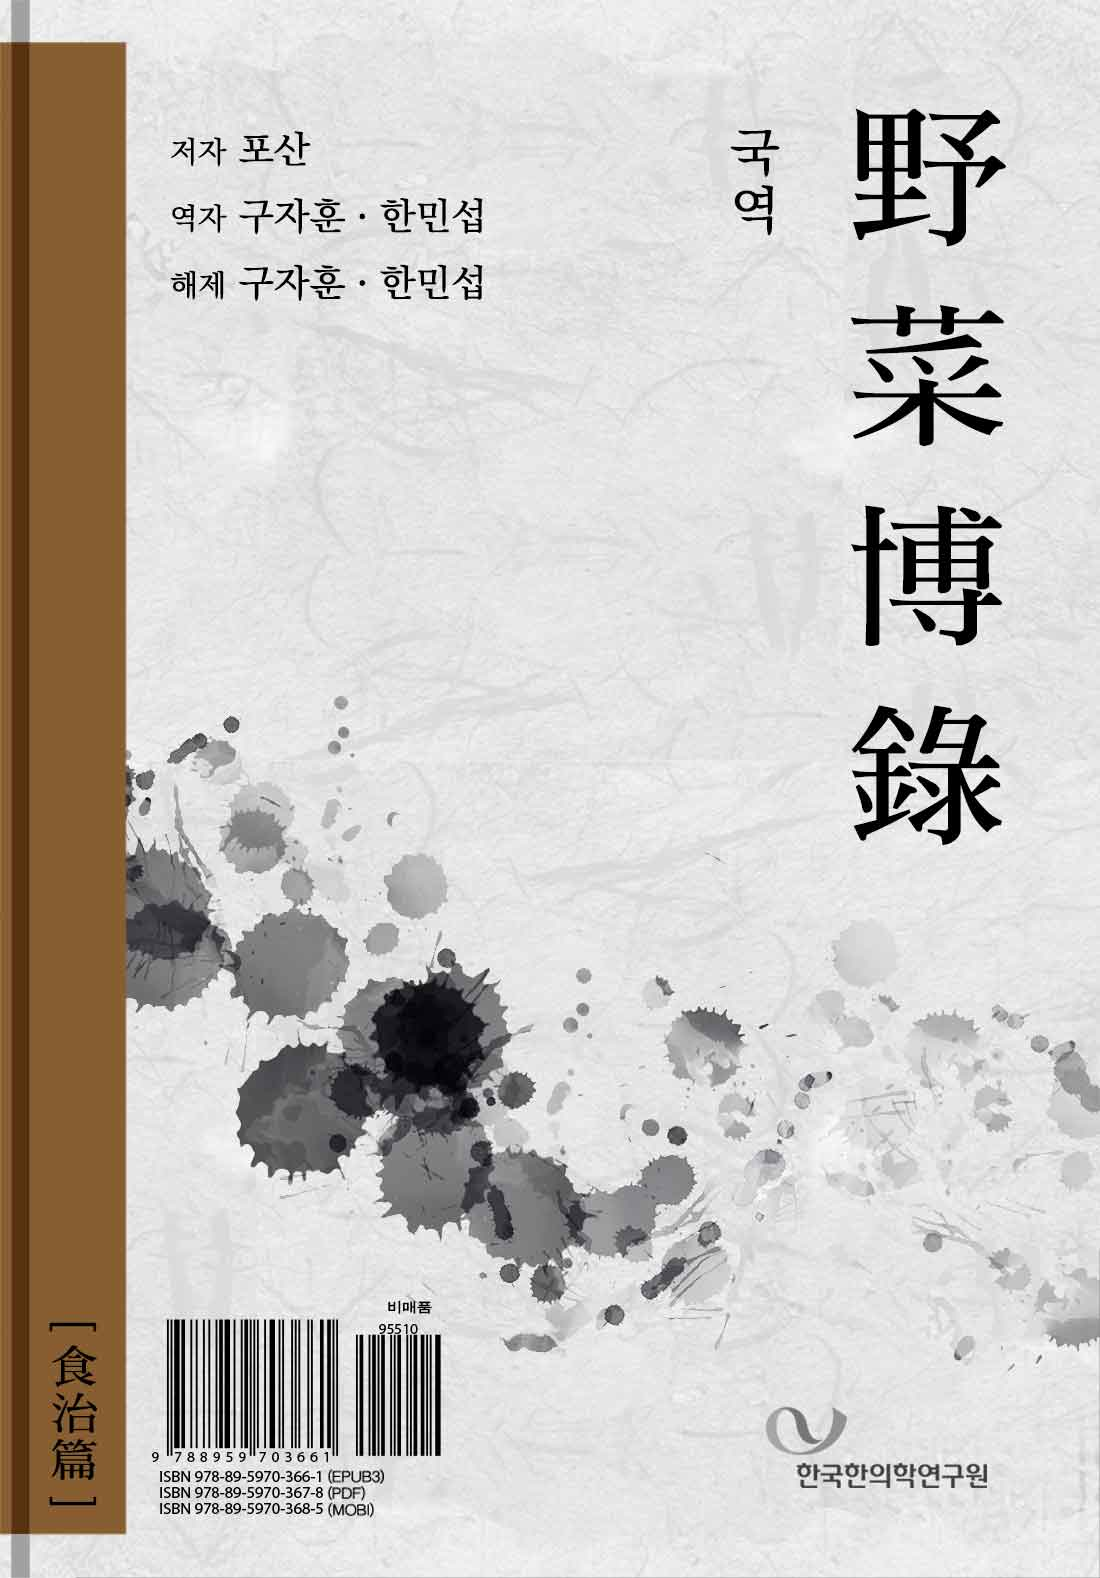 국역
野菜博錄
저자 포산
역자 구자훈 · 한민섭
해제 구자훈 · 한민섭
[食治篇]
비매품
95510
9 788959 703661
ISBN 978-89-5970-366-1 (EPUB3)
ISBN 978-89-5970-367-8 (PDF)
ISBN 978-89-5970-368-5 (MOBI)
한국한의학연구원